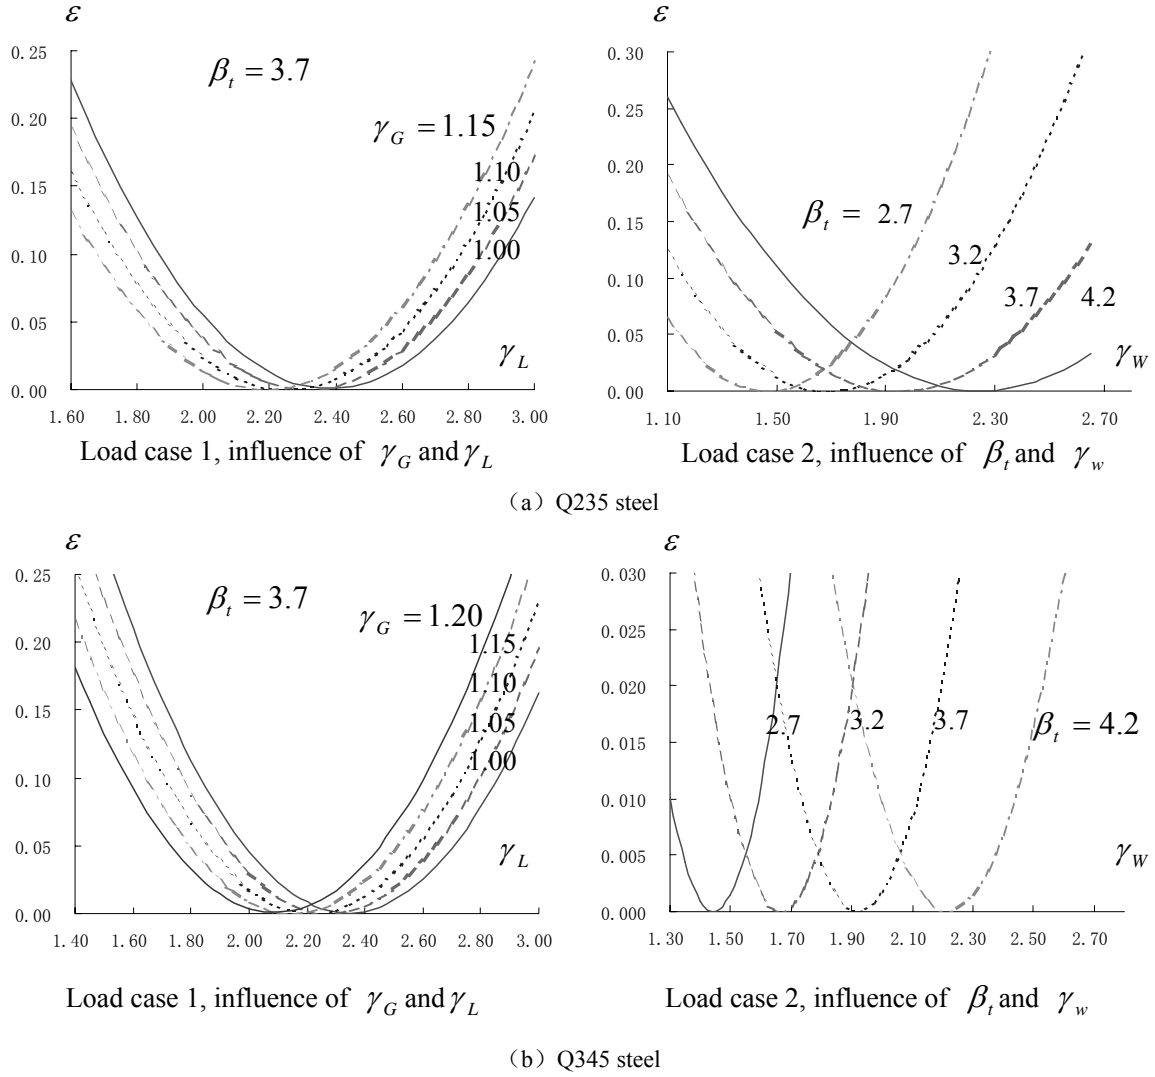 ε
0.25
0.20
0.15
0.10
0.05
0.00
β_t = 3.7
γ_G = 1.15
1.10
1.05
1.00
γ_L
1.60 1.80 2.00 2.20 2.40 2.60 2.80 3.00
Load case 1, influence of γ_G and γ_L
ε
0.30
0.25
0.20
0.15
0.10
0.05
0.00
β_t = 2.7
3.2
3.7
4.2
γ_W
1.10 1.50 1.90 2.30 2.70
Load case 2, influence of β_t and γ_w
（a）Q235 steel
ε
0.25
0.20
0.15
0.10
0.05
0.00
β_t = 3.7
γ_G = 1.20
1.15
1.10
1.05
1.00
γ_L
1.40 1.60 1.80 2.00 2.20 2.40 2.60 2.80 3.00
Load case 1, influence of γ_G and γ_L
ε
0.030
0.025
0.020
0.015
0.010
0.005
0.000
2.7 3.2 3.7 β_t = 4.2
γ_W
1.30 1.50 1.70 1.90 2.10 2.30 2.50 2.70
Load case 2, influence of β_t and γ_w
（b）Q345 steel